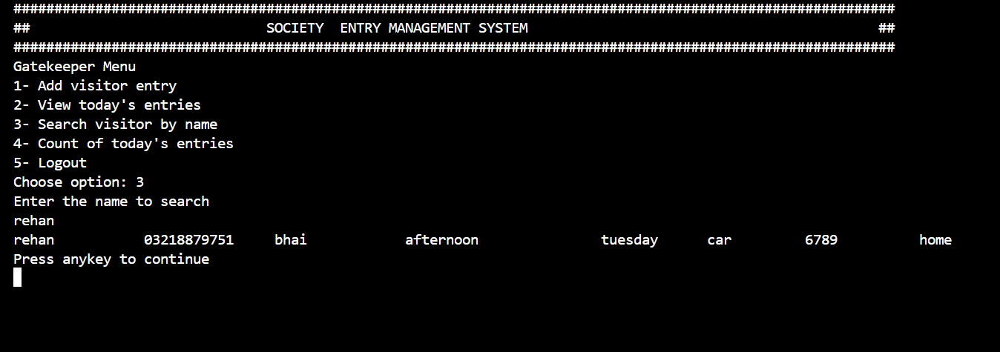 ############################################################################################################
## SOCIETY  ENTRY MANAGEMENT SYSTEM ##
############################################################################################################
Gatekeeper Menu
1- Add visitor entry
2- View today's entries
3- Search visitor by name
4- Count of today's entries
5- Logout
Choose option: 3
Enter the name to search
rehan
rehan 03218879751 bhai afternoon tuesday car 6789 home
Press anykey to continue